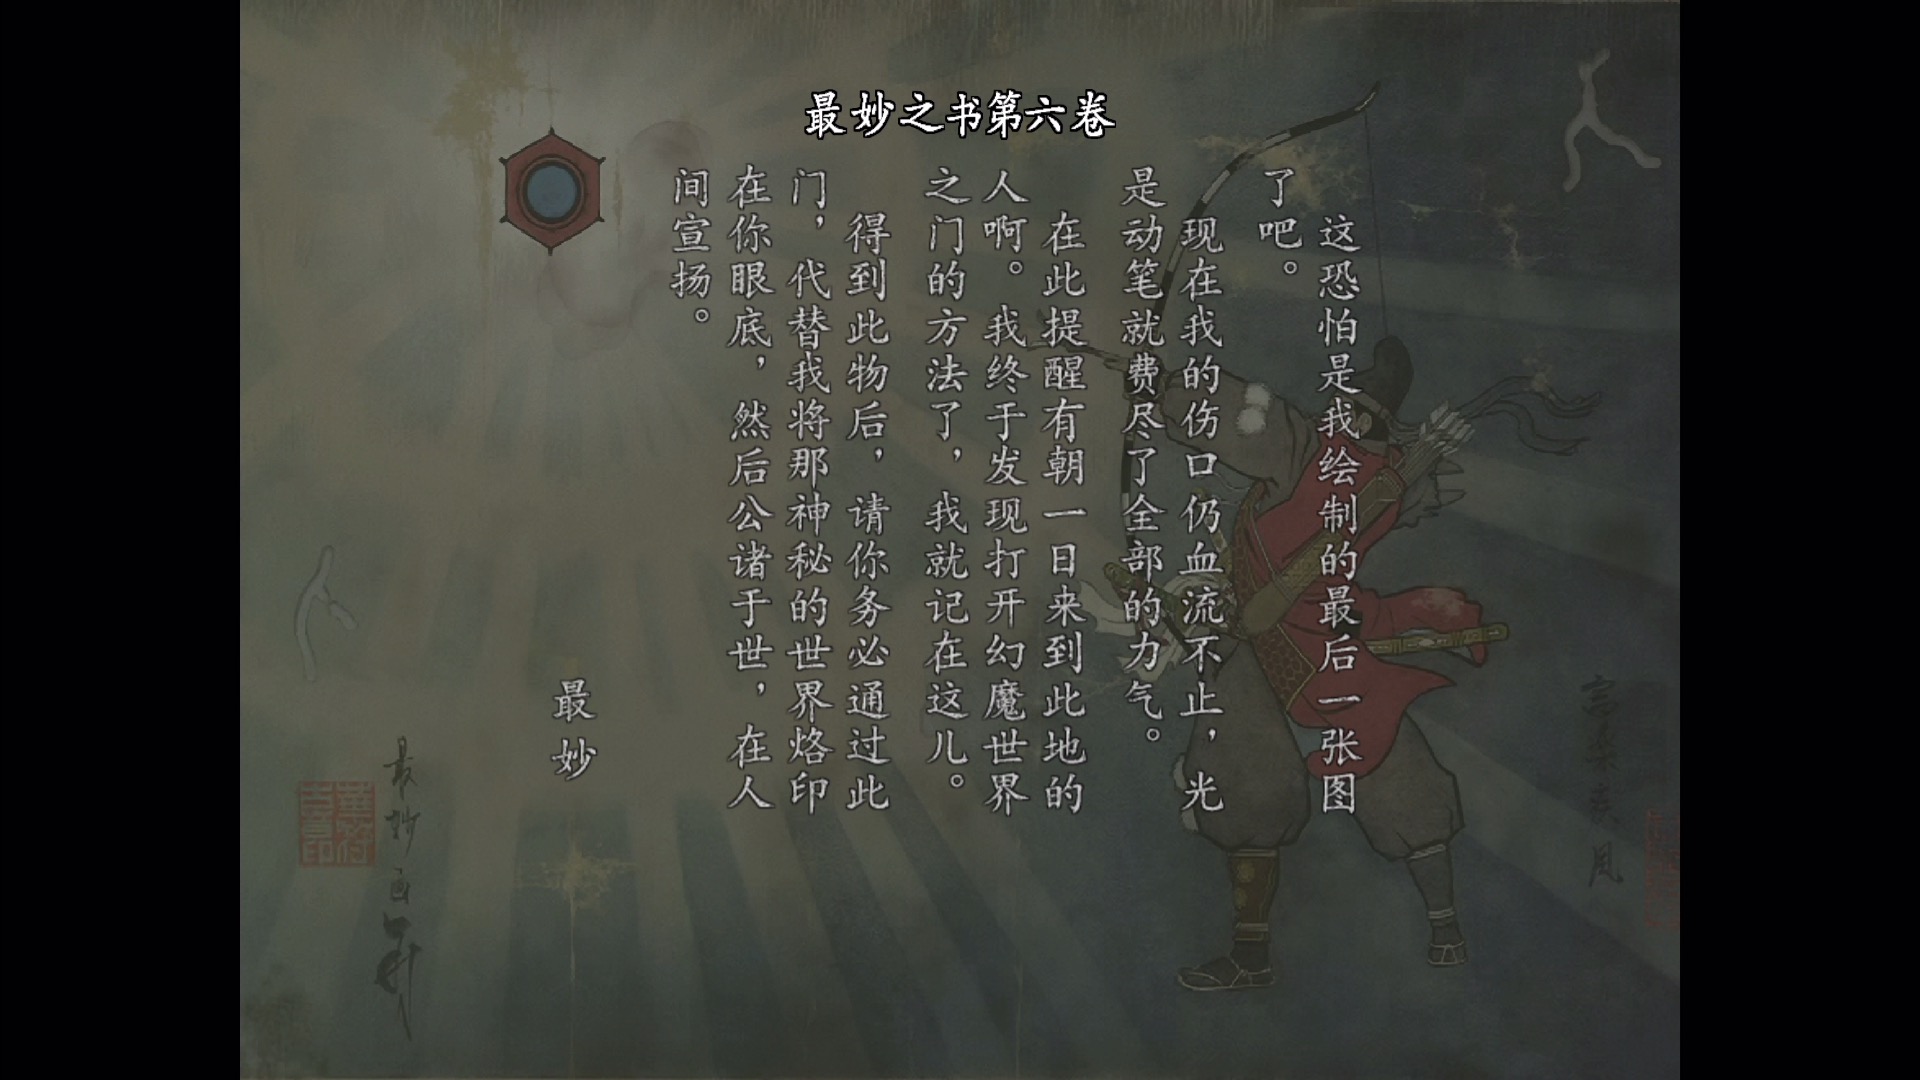 最妙之书第六卷
这恐怕是我绘制的最后一张图
了吧。
现在我的伤口仍血流不止，光
是动笔就费尽了全部的力气。
在此提醒有朝一日来到此地的
人啊。我终于发现打开幻魔世界
之门的方法了，我就记在这儿。
得到此物后，请你务必通过此
门，代替我将那神秘的世界烙印
在你眼底，然后公诸于世，在人
间宣扬。
最妙
最妙画